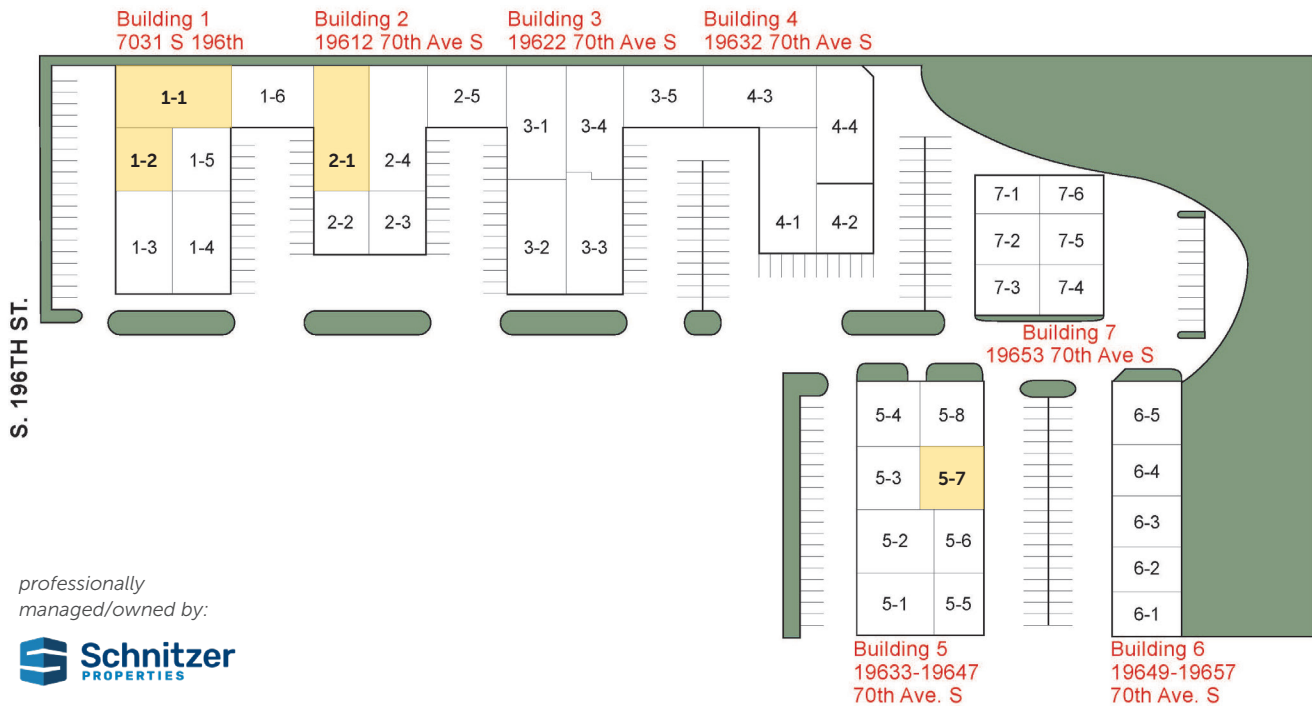 Building 1
7031 S 196th
Building 2
19612 70th Ave S
Building 3
19622 70th Ave S
Building 4
19632 70th Ave S
1-1
1-6
2-5
3-5
4-3
3-1
3-4
4-4
1-2
1-5
2-1
2-4
7-1
7-6
2-2
2-3
4-1
4-2
1-3
1-4
3-2
3-3
7-2
7-5
7-3
7-4
S. 196TH ST.
Building 7
19653 70th Ave S
5-4
5-8
6-5
5-3
5-7
6-4
6-3
5-2
5-6
6-2
5-1
5-5
6-1
professionally
managed/owned by:
Schnitzer
PROPERTIES
Building 5
19633-19647
70th Ave. S
Building 6
19649-19657
70th Ave. S